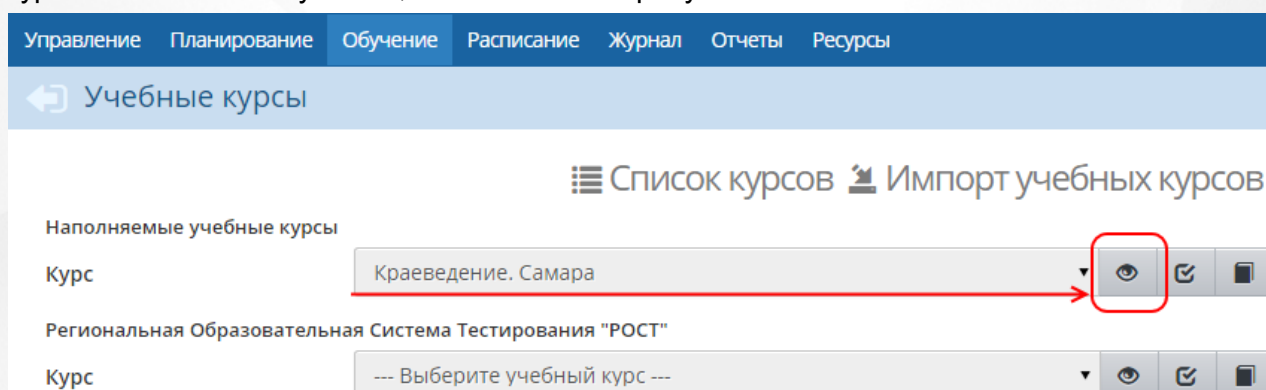 Управление Планирование Обучение Расписание Журнал Отчеты Ресурсы
Учебные курсы
Список курсов Импорт учебных курсов
Наполняемые учебные курсы
Курс Краеведение. Самара
Региональная Образовательная Система Тестирования "РОСТ"
Курс --- Выберите учебный курс ---